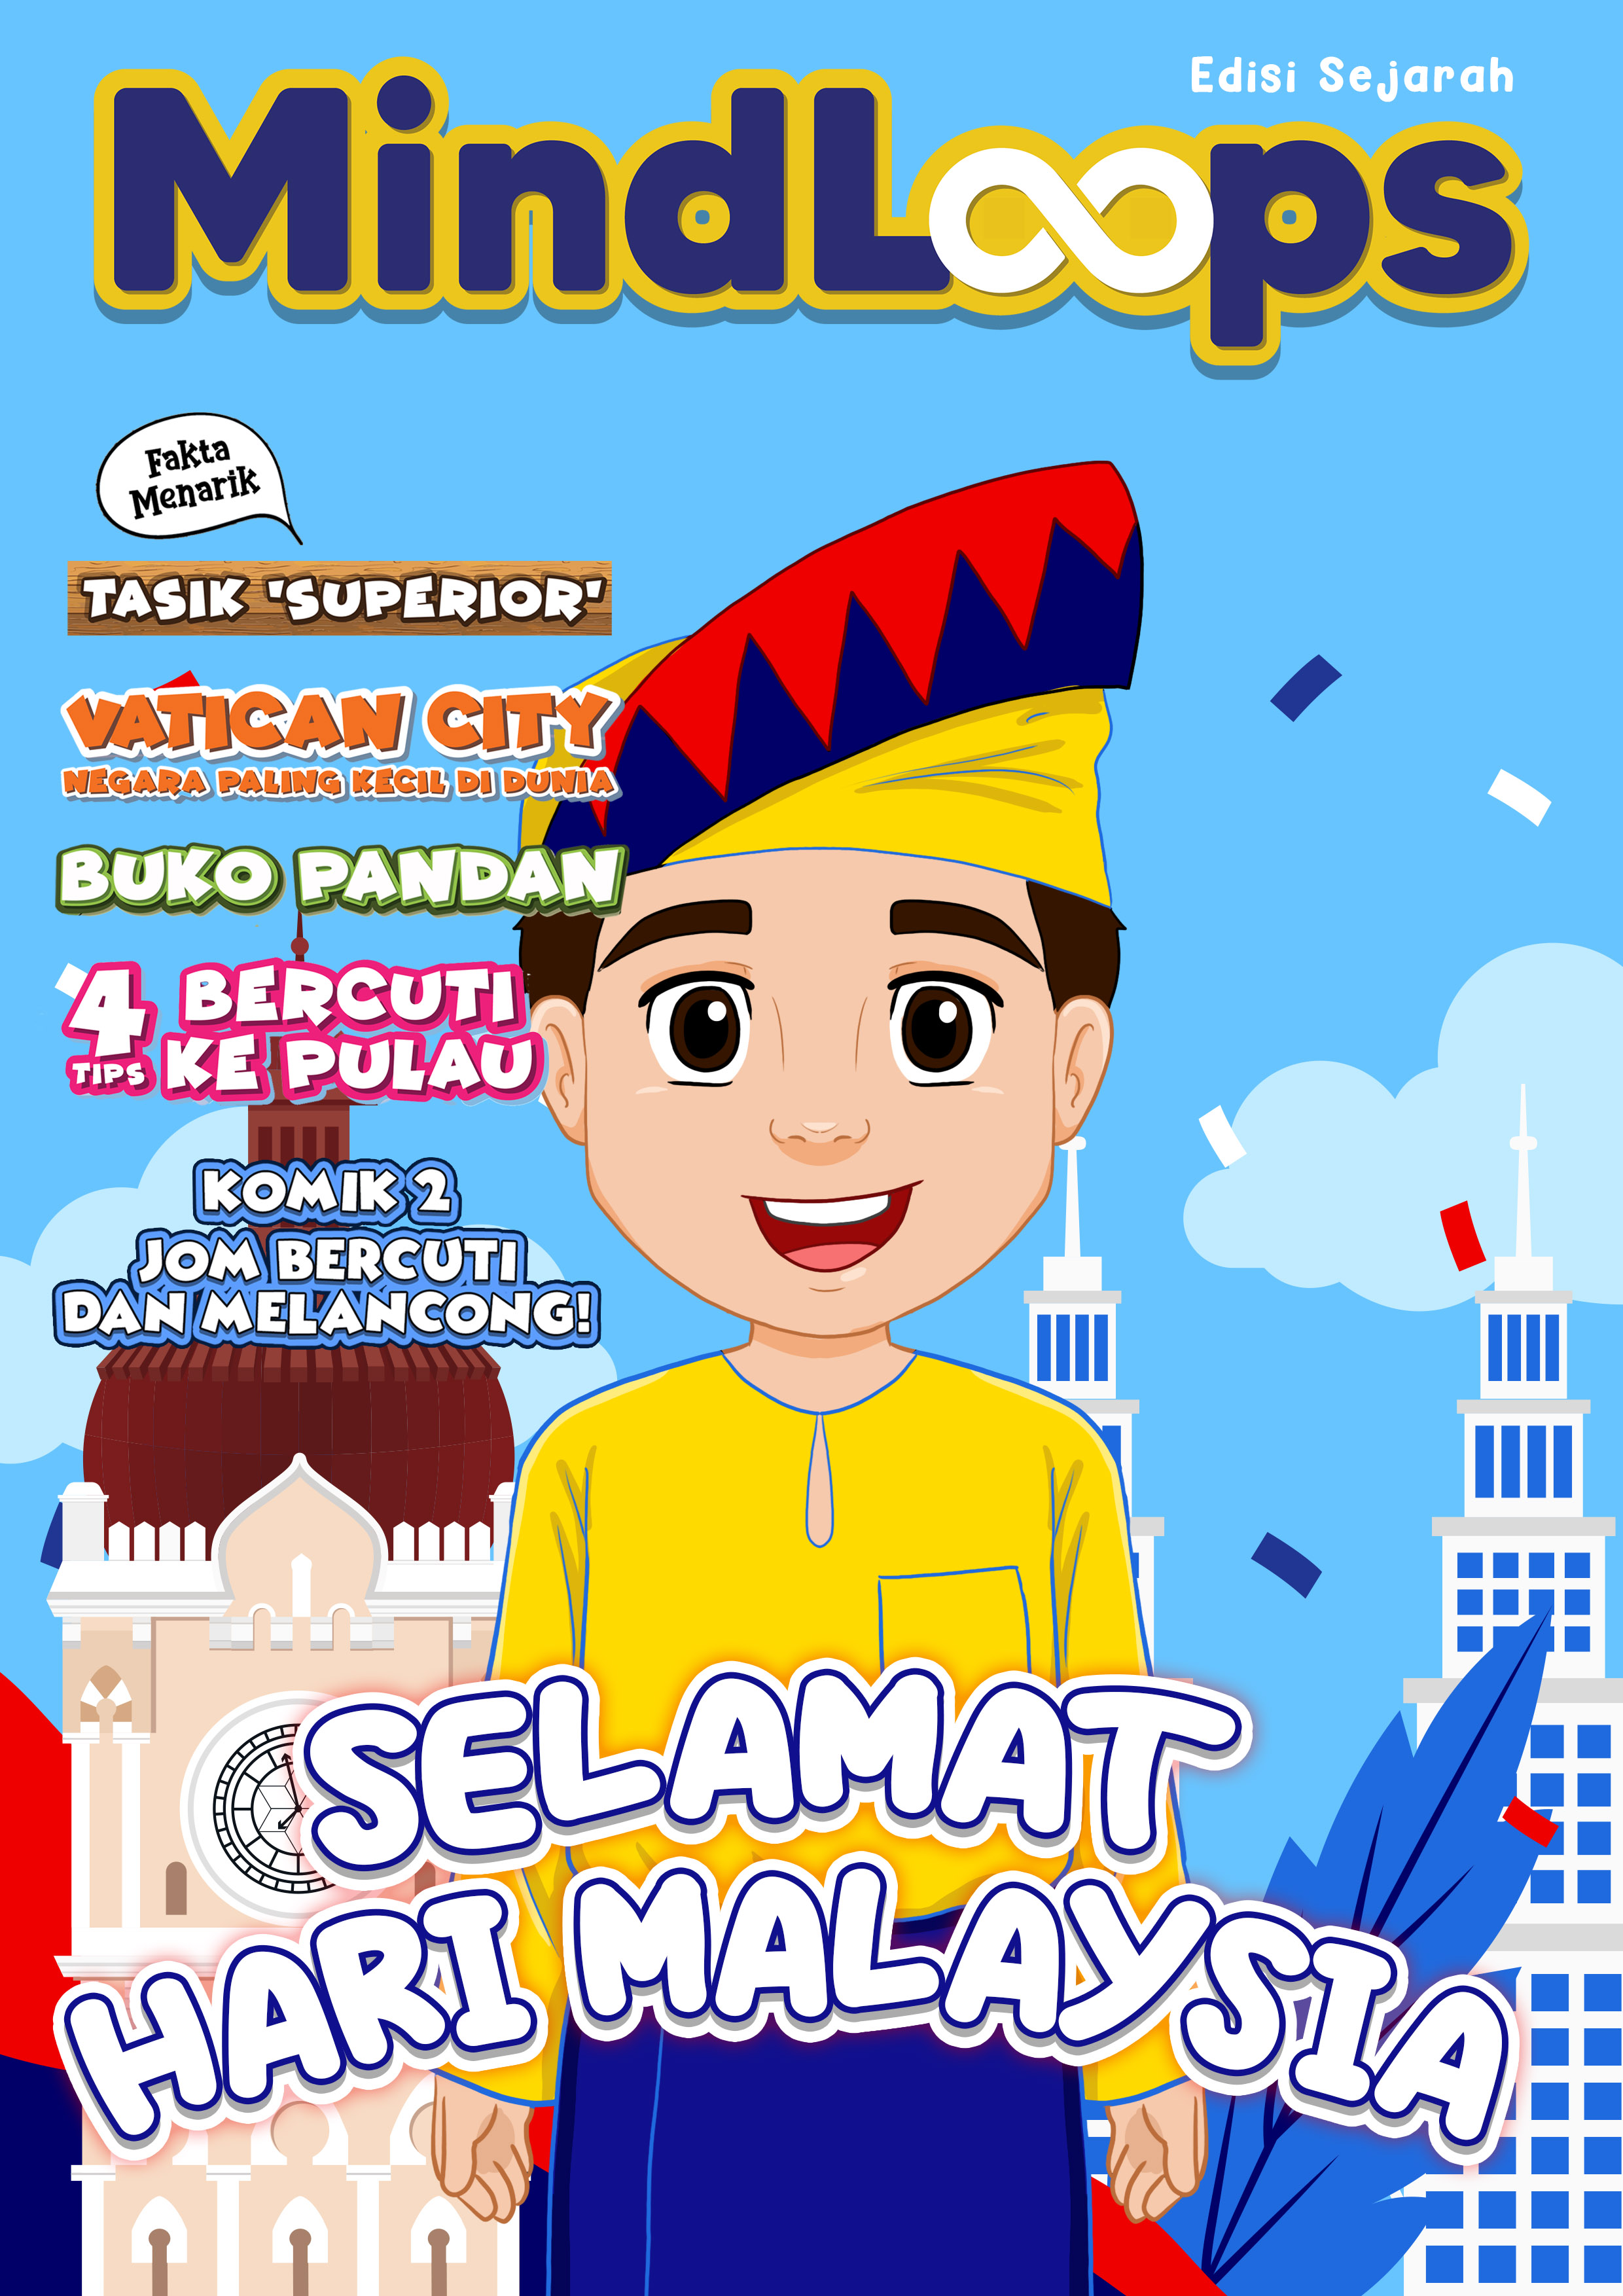 Edisi Sejarah
MindLoops
Fakta
Menarik
TASIK 'SUPERIOR'
VATICAN CITY
NEGARA PALING KECIL DI DUNIA
BUKO PANDAN
4 TIPS BERCUTI
KE PULAU
KOMIK 2
JOM BERCUTI
DAN MELANCONG!
SELAMAT
HARI MALAYSIA